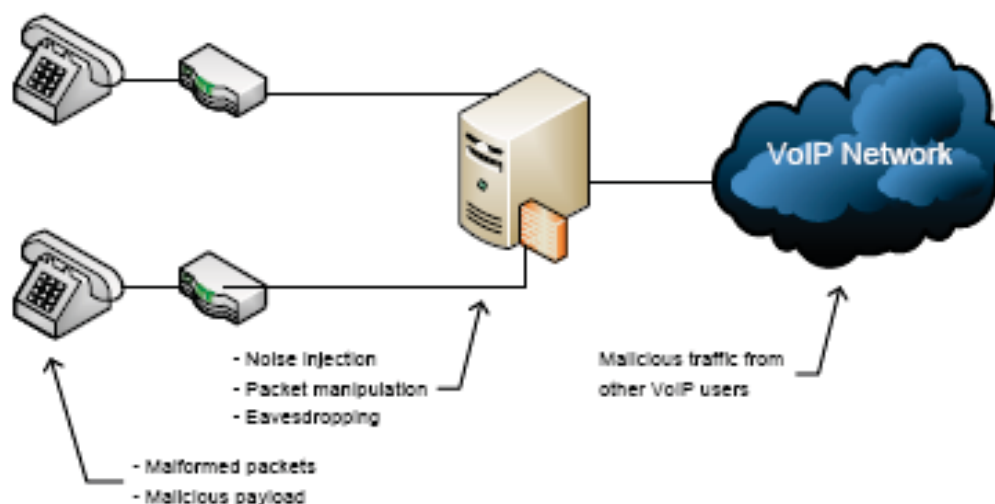 VoIP Network
- Noise injection
- Packet manipulation
- Eavesdropping
Malicious traffic from
other VoIP users
- Malformed packets
- Malicious payload